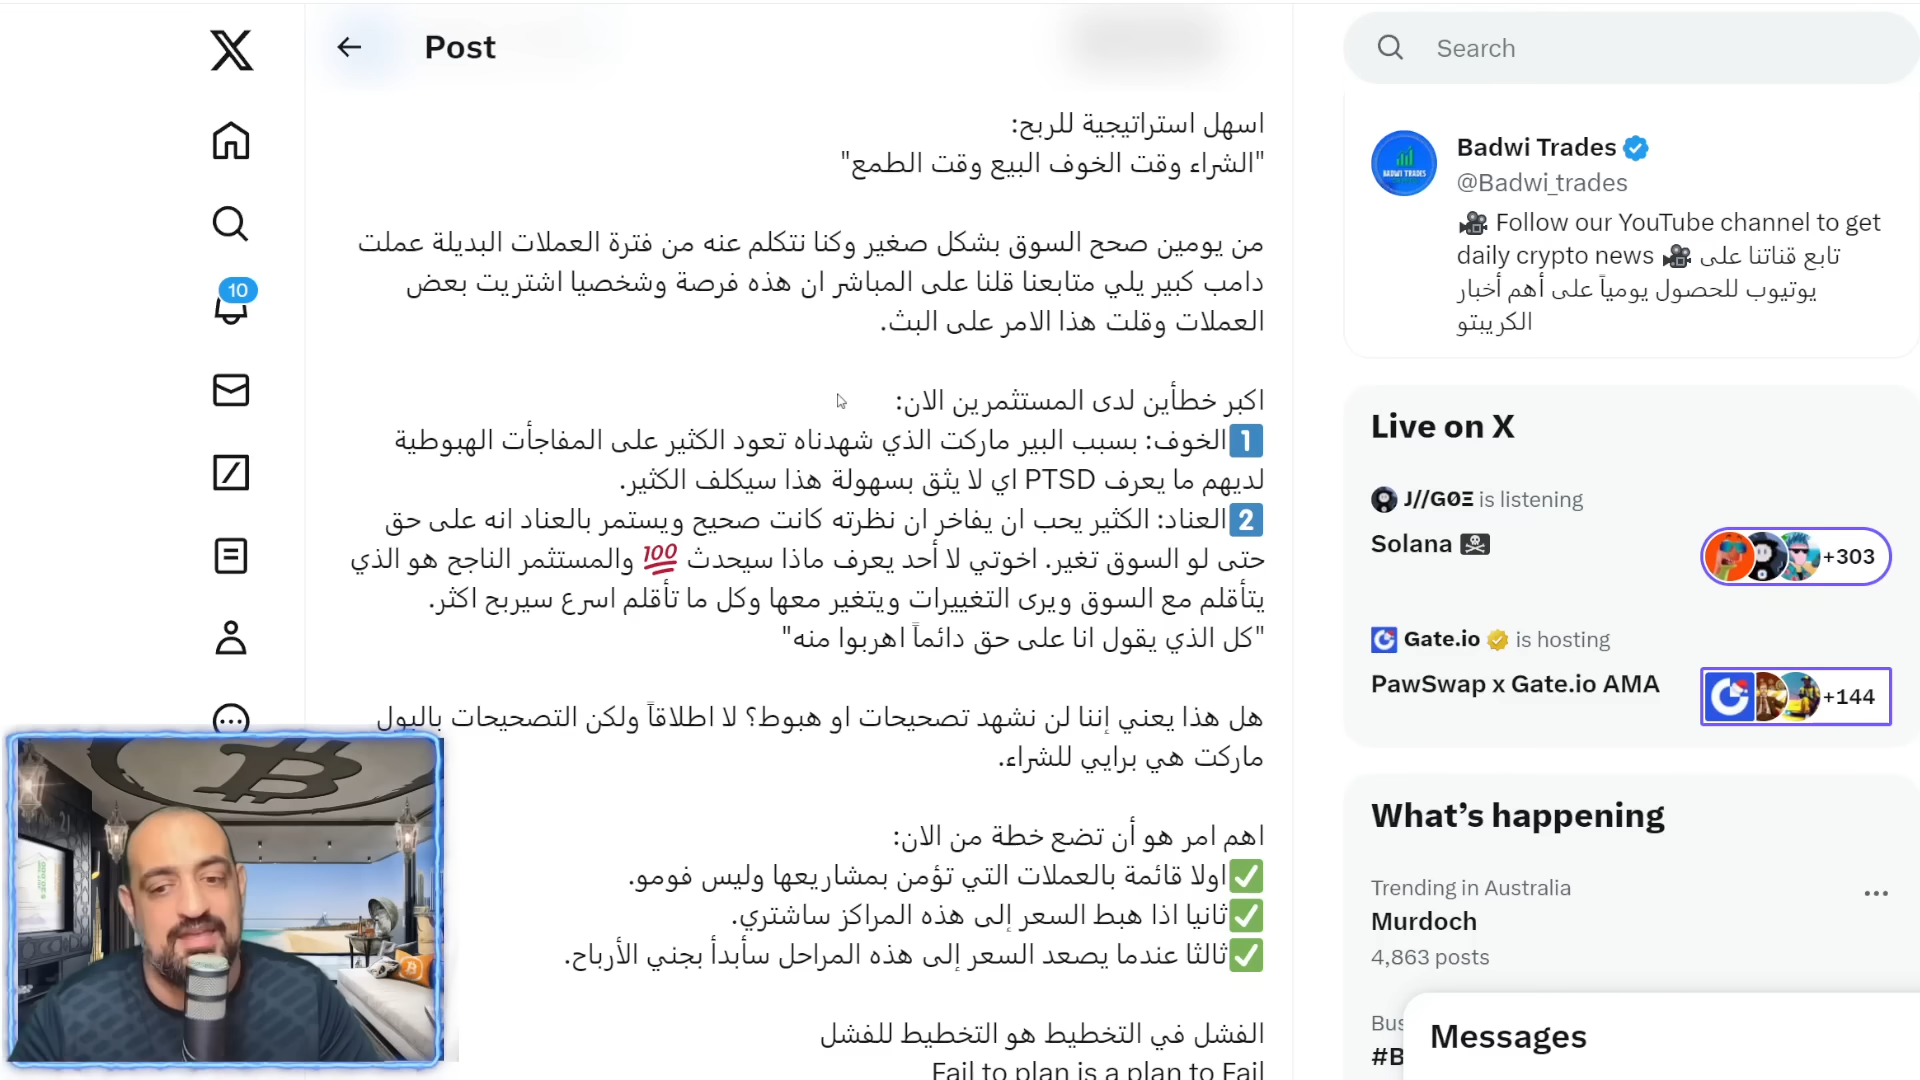 Post
اسهل استراتيجية للربح:
"الشراء وقت الخوف البيع وقت الطمع"
من يومين صحح السوق بشكل صغير وكنا نتكلم عنه من فترة العملات البديلة عملت
دامب كبير يلي متابعنا قلنا على المباشر ان هذه فرصة وشخصيا اشتريت بعض
العملات وقلت هذا الامر على البث.
اكبر خطأين لدى المستثمرين الان:
1️⃣الخوف: بسبب البير ماركت الذي شهدناه تعود الكثير على المفاجأت الهبوطية
لديهم ما يعرف PTSD اي لا يثق بسهولة هذا سيكلف الكثير.
2️⃣العناد: الكثير يحب ان يفاخر ان نظرته كانت صحيح ويستمر بالعناد انه على حق
حتى لو السوق تغير. اخوتي لا أحد يعرف ماذا سيحدث 💯 والمستثمر الناجح هو الذي
يتأقلم مع السوق ويرى التغييرات ويتغير معها وكل ما تأقلم اسرع سيربح اكثر.
"كل الذي يقول انا على حق دائماً اهربوا منه"
هل هذا يعني إننا لن نشهد تصحيحات او هبوط؟ لا اطلاقاً ولكن التصحيحات بالبول
ماركت هي برايي للشراء.
اهم امر هو أن تضع خطة من الان:
✅اولا قائمة بالعملات التي تؤمن بمشاريعها وليس فومو.
✅ثانيا اذا هبط السعر إلى هذه المراكز ساشتري.
✅ثالثا عندما يصعد السعر إلى هذه المراحل سأبدأ بجني الأرباح.
الفشل في التخطيط هو التخطيط للفشل
Fail to plan is a plan to Fail
10
Search
Badwi Trades
@Badwi_trades
🎥 Follow our YouTube channel to get
daily crypto news 🎥 تابع قناتنا على
يوتيوب للحصول يومياً على أهم أخبار
الكريبتو
BADWI TRADES
Live on X
J//GØΞ is listening
Solana 🏴‍☠️
+303
Gate.io is hosting
PawSwap x Gate.io AMA
+144
What's happening
Trending in Australia
Murdoch
4,863 posts
Bus
#B
Messages